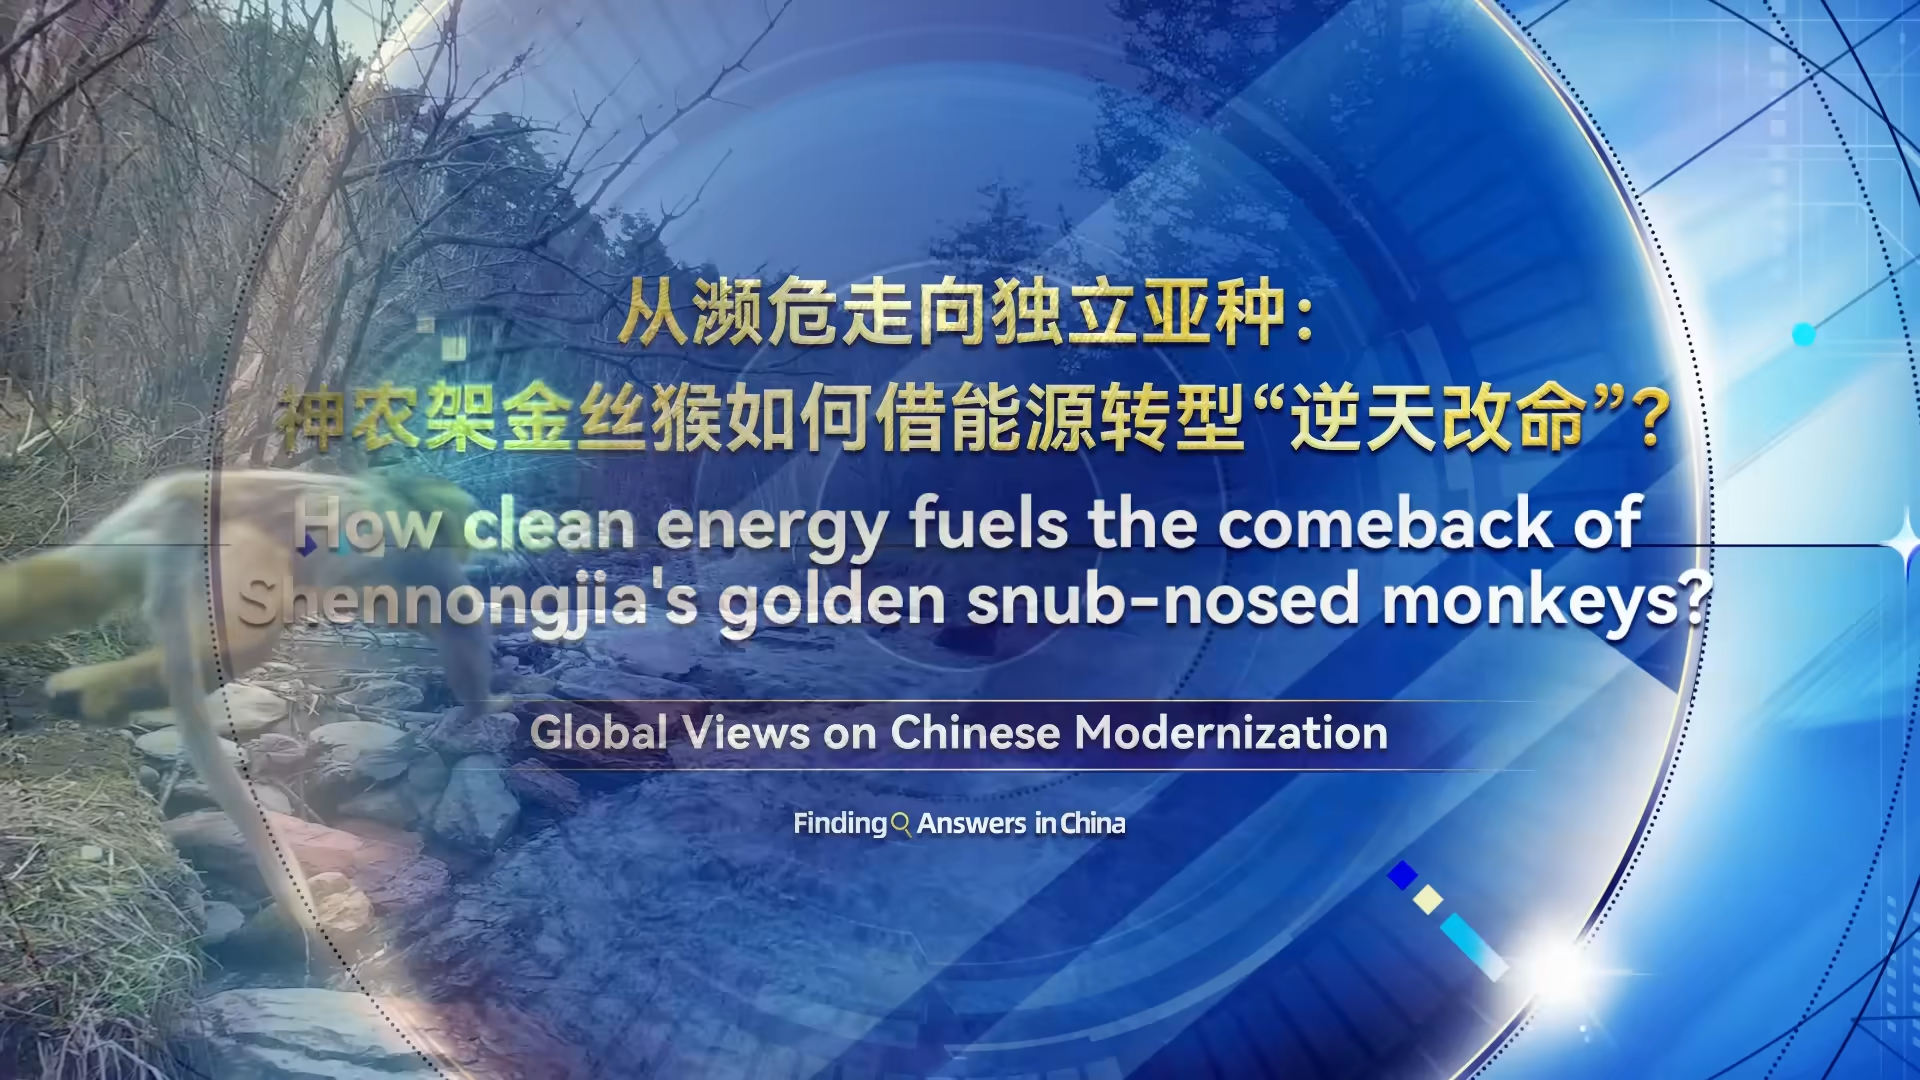 从濒危走向独立亚种：
神农架金丝猴如何借能源转型“逆天改命”？
How clean energy fuels the comeback of
Shennongjia's golden snub-nosed monkeys?
Global Views on Chinese Modernization
Finding Answers in China